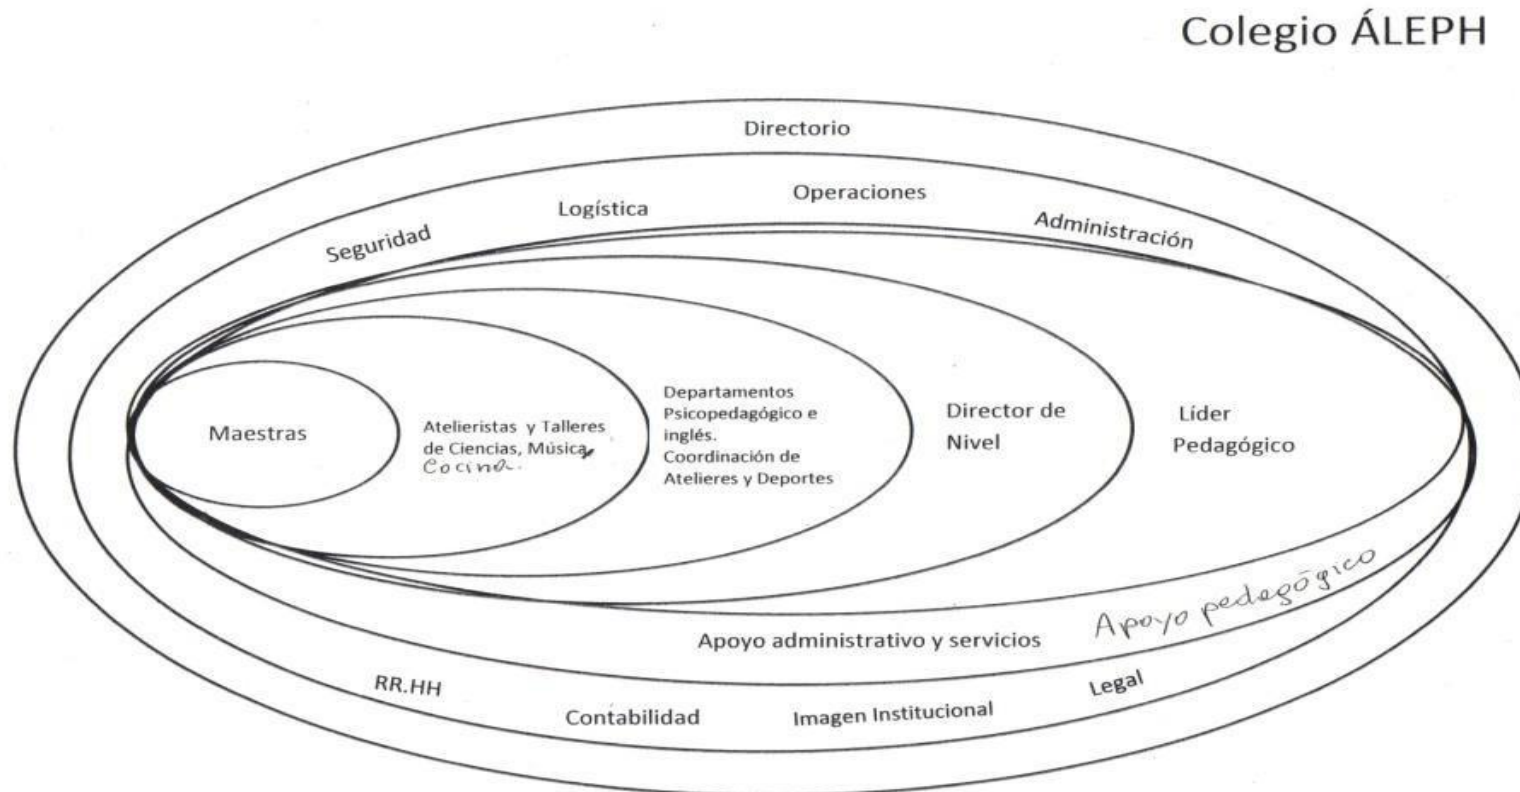 Colegio ÁLEPH
Directorio
Operaciones
Logística
Administración
Seguridad
Maestras
Atelieristas y Talleres
de Ciencias, Música,
Cocina.
Departamentos
Psicopedagógico e
inglés.
Coordinación de
Atelieres y Deportes
Director de
Nivel
Líder
Pedagógico
Apoyo administrativo y servicios
Apoyo pedagógico
RR.HH
Contabilidad
Imagen Institucional
Legal